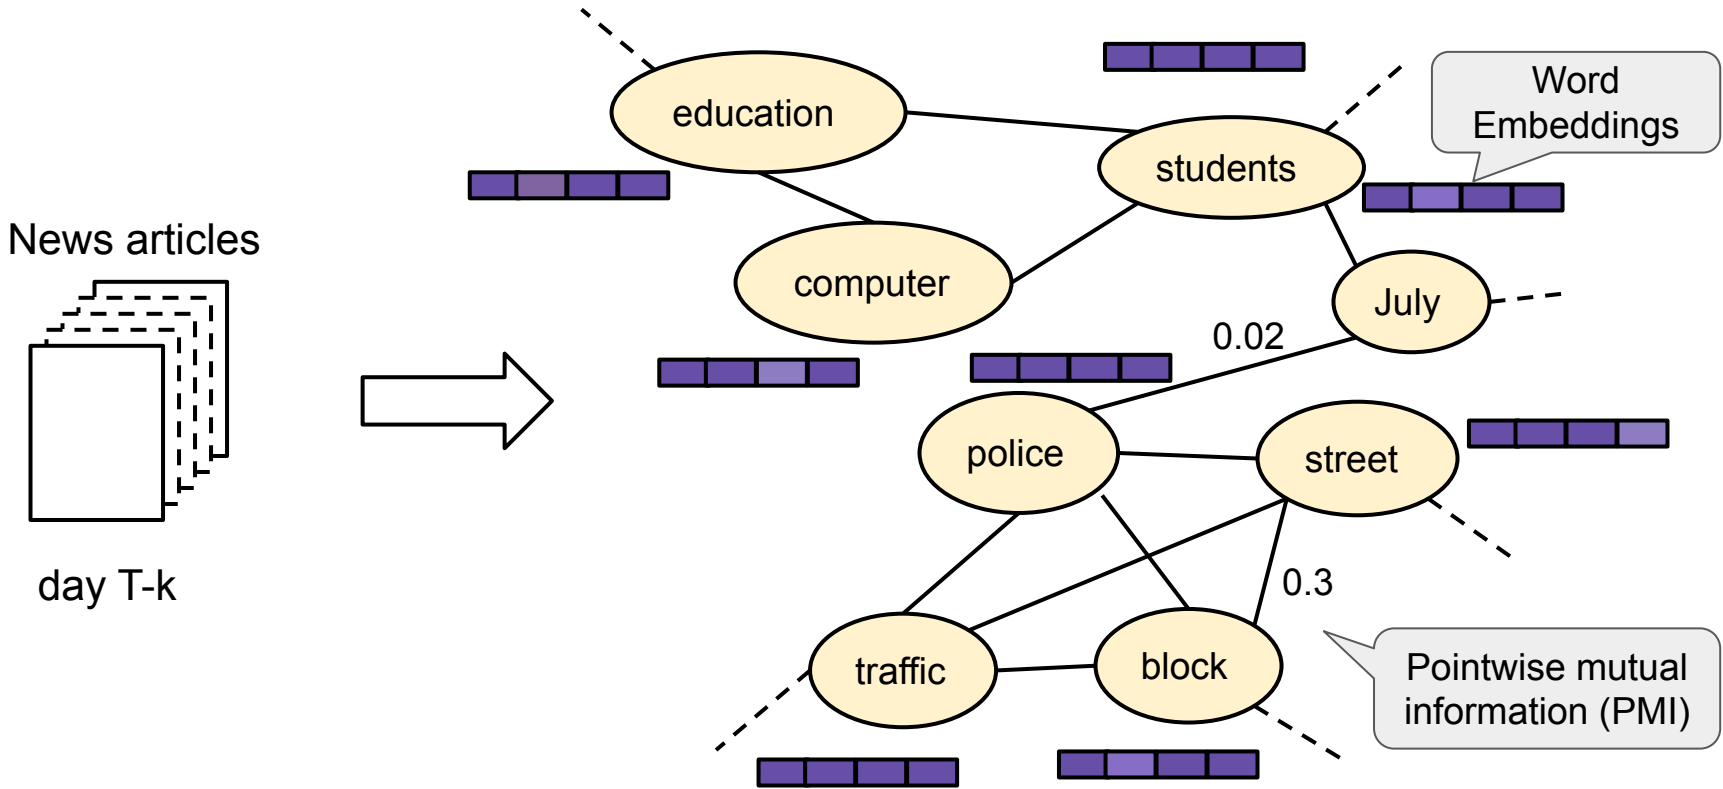 News articles
day T-k
education
students
Word
Embeddings
computer
July
0.02
police
street
0.3
traffic
block
Pointwise mutual
information (PMI)